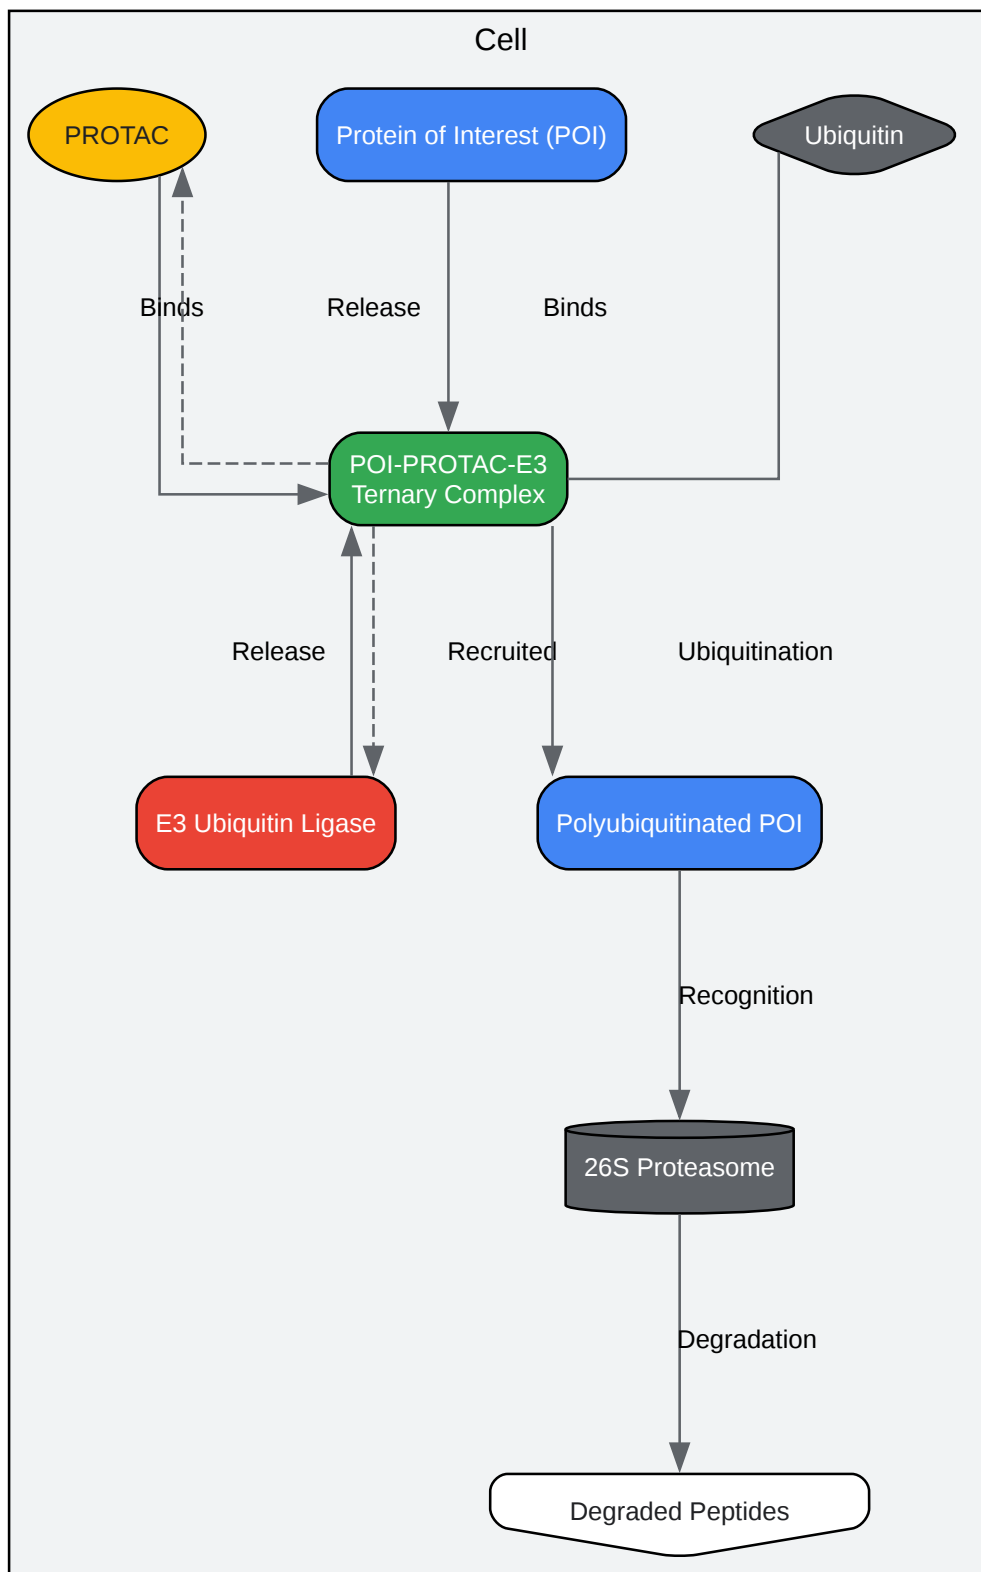 Cell
PROTAC
Protein of Interest (POI)
Ubiquitin
Binds
Release
Binds
POI-PROTAC-E3
Ternary Complex
Release
Recruited
Ubiquitination
E3 Ubiquitin Ligase
Polyubiquitinated POI
Recognition
26S Proteasome
Degradation
Degraded Peptides